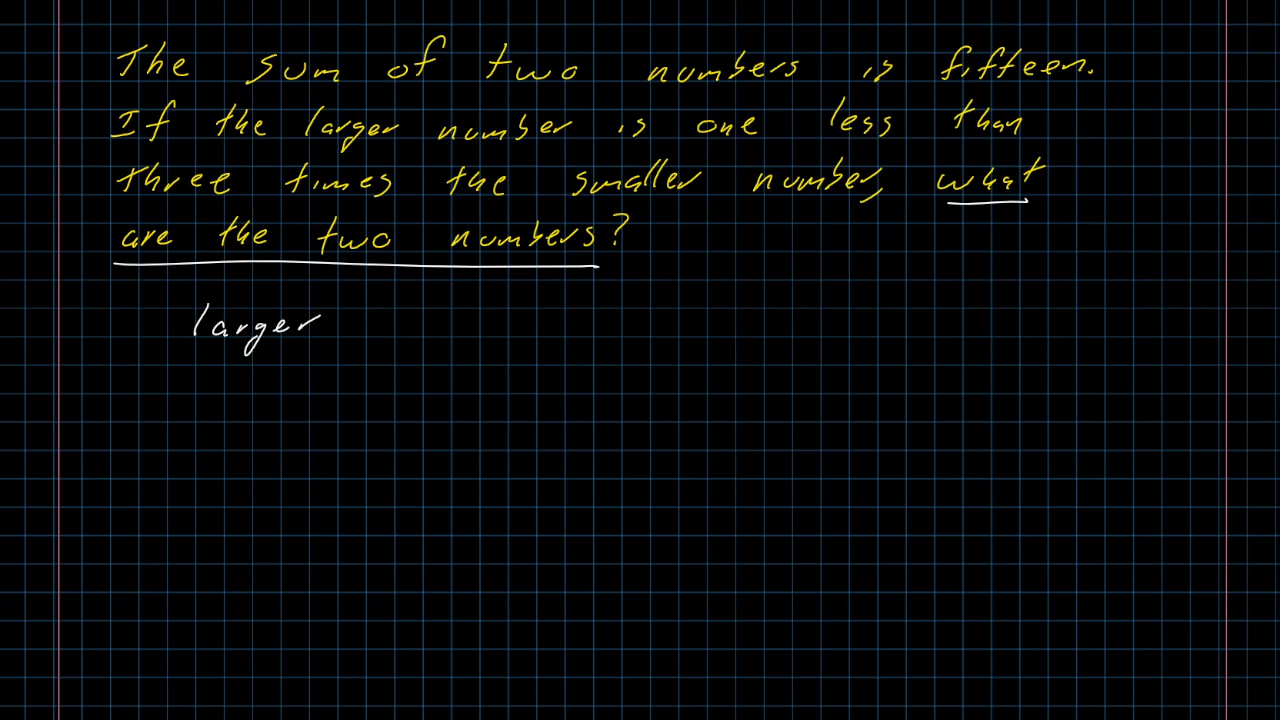 The sum of two numbers is fifteen.
If the larger number is one less than
three times the smaller number, what
are the two numbers?
larger